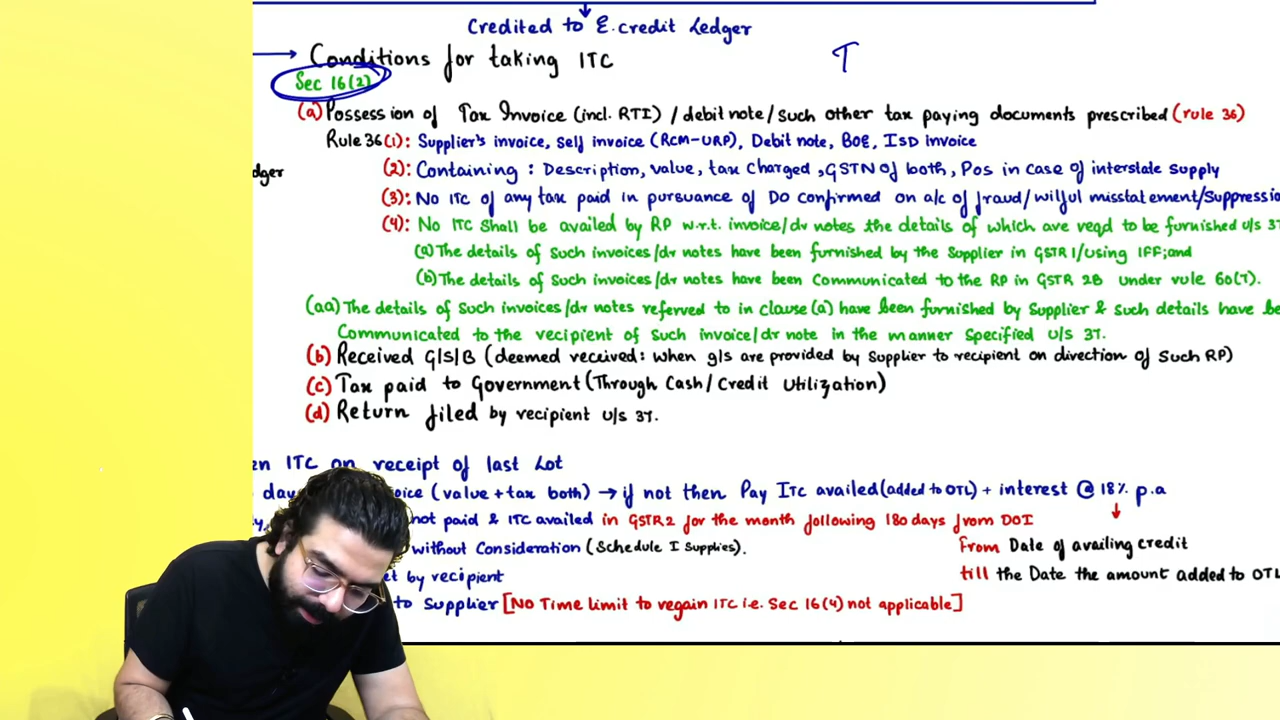 Credited to E.credit Ledger
Conditions for taking ITC
T
Sec 16(2)
(a) Possession of Tax Invoice (incl. RTI) / debit note/such other tax paying documents prescribed (rule 36)
Rule 36 (1): Supplier's invoice, self invoice (RCM-URP), Debit note, BOE, ISD invoice
(2): Containing : Description, value, tax charged, GSTN of both, Pos in case of interstate supply
dger
(3): No ITC of any tax paid in pursuance of DO confirmed on a/c of fraud/wilful misstatement/Suppressio
(4): No ITC shall be availed by RP w.r.t. invoice/dr notes the details of which are reqd to be furnished u/s 37
(a) The details of such invoices/dr notes have been furnished by the supplier in GSTR 1/using IFF;and
(b) The details of such invoices/dr notes have been communicated to the RP in GSTR 2B under rule 60(7).
(aa) The details of such invoices/dr notes referred to in clause (a) have been furnished by supplier & such details have be
Communicated to the recipient of such invoice/dr note in the manner specified u/s 37.
(b) Received G|S|B (deemed received: when g/s are provided by supplier to recipient on direction of such RP)
(c) Tax paid to Government (Through Cash/Credit utilization)
(d) Return filed by recipient u/s 37.
en ITC on receipt of last Lot
day oice (value+tax both) → if not then Pay ITC availed (added to OTL) + interest @ 18% p.a
not paid & ITC availed in GSTR2 for the month following 180 days from DOI
without Consideration (Schedule I supplies).
From Date of availing credit
et by recipient
till the Date the amount added to OTL
to supplier [No Time limit to regain ITC i.e. Sec 16(4) not applicable]